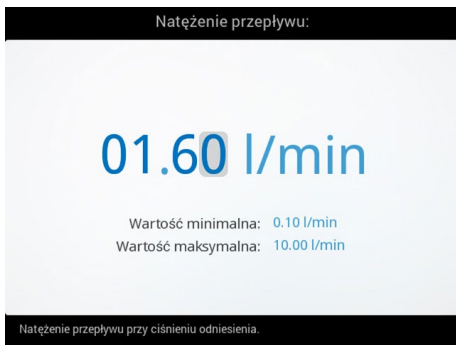 Natężenie przepływu:
01.60 l/min
Wartość minimalna: 0.10 l/min
Wartość maksymalna: 10.00 l/min
Natężenie przepływu przy ciśnieniu odniesienia.